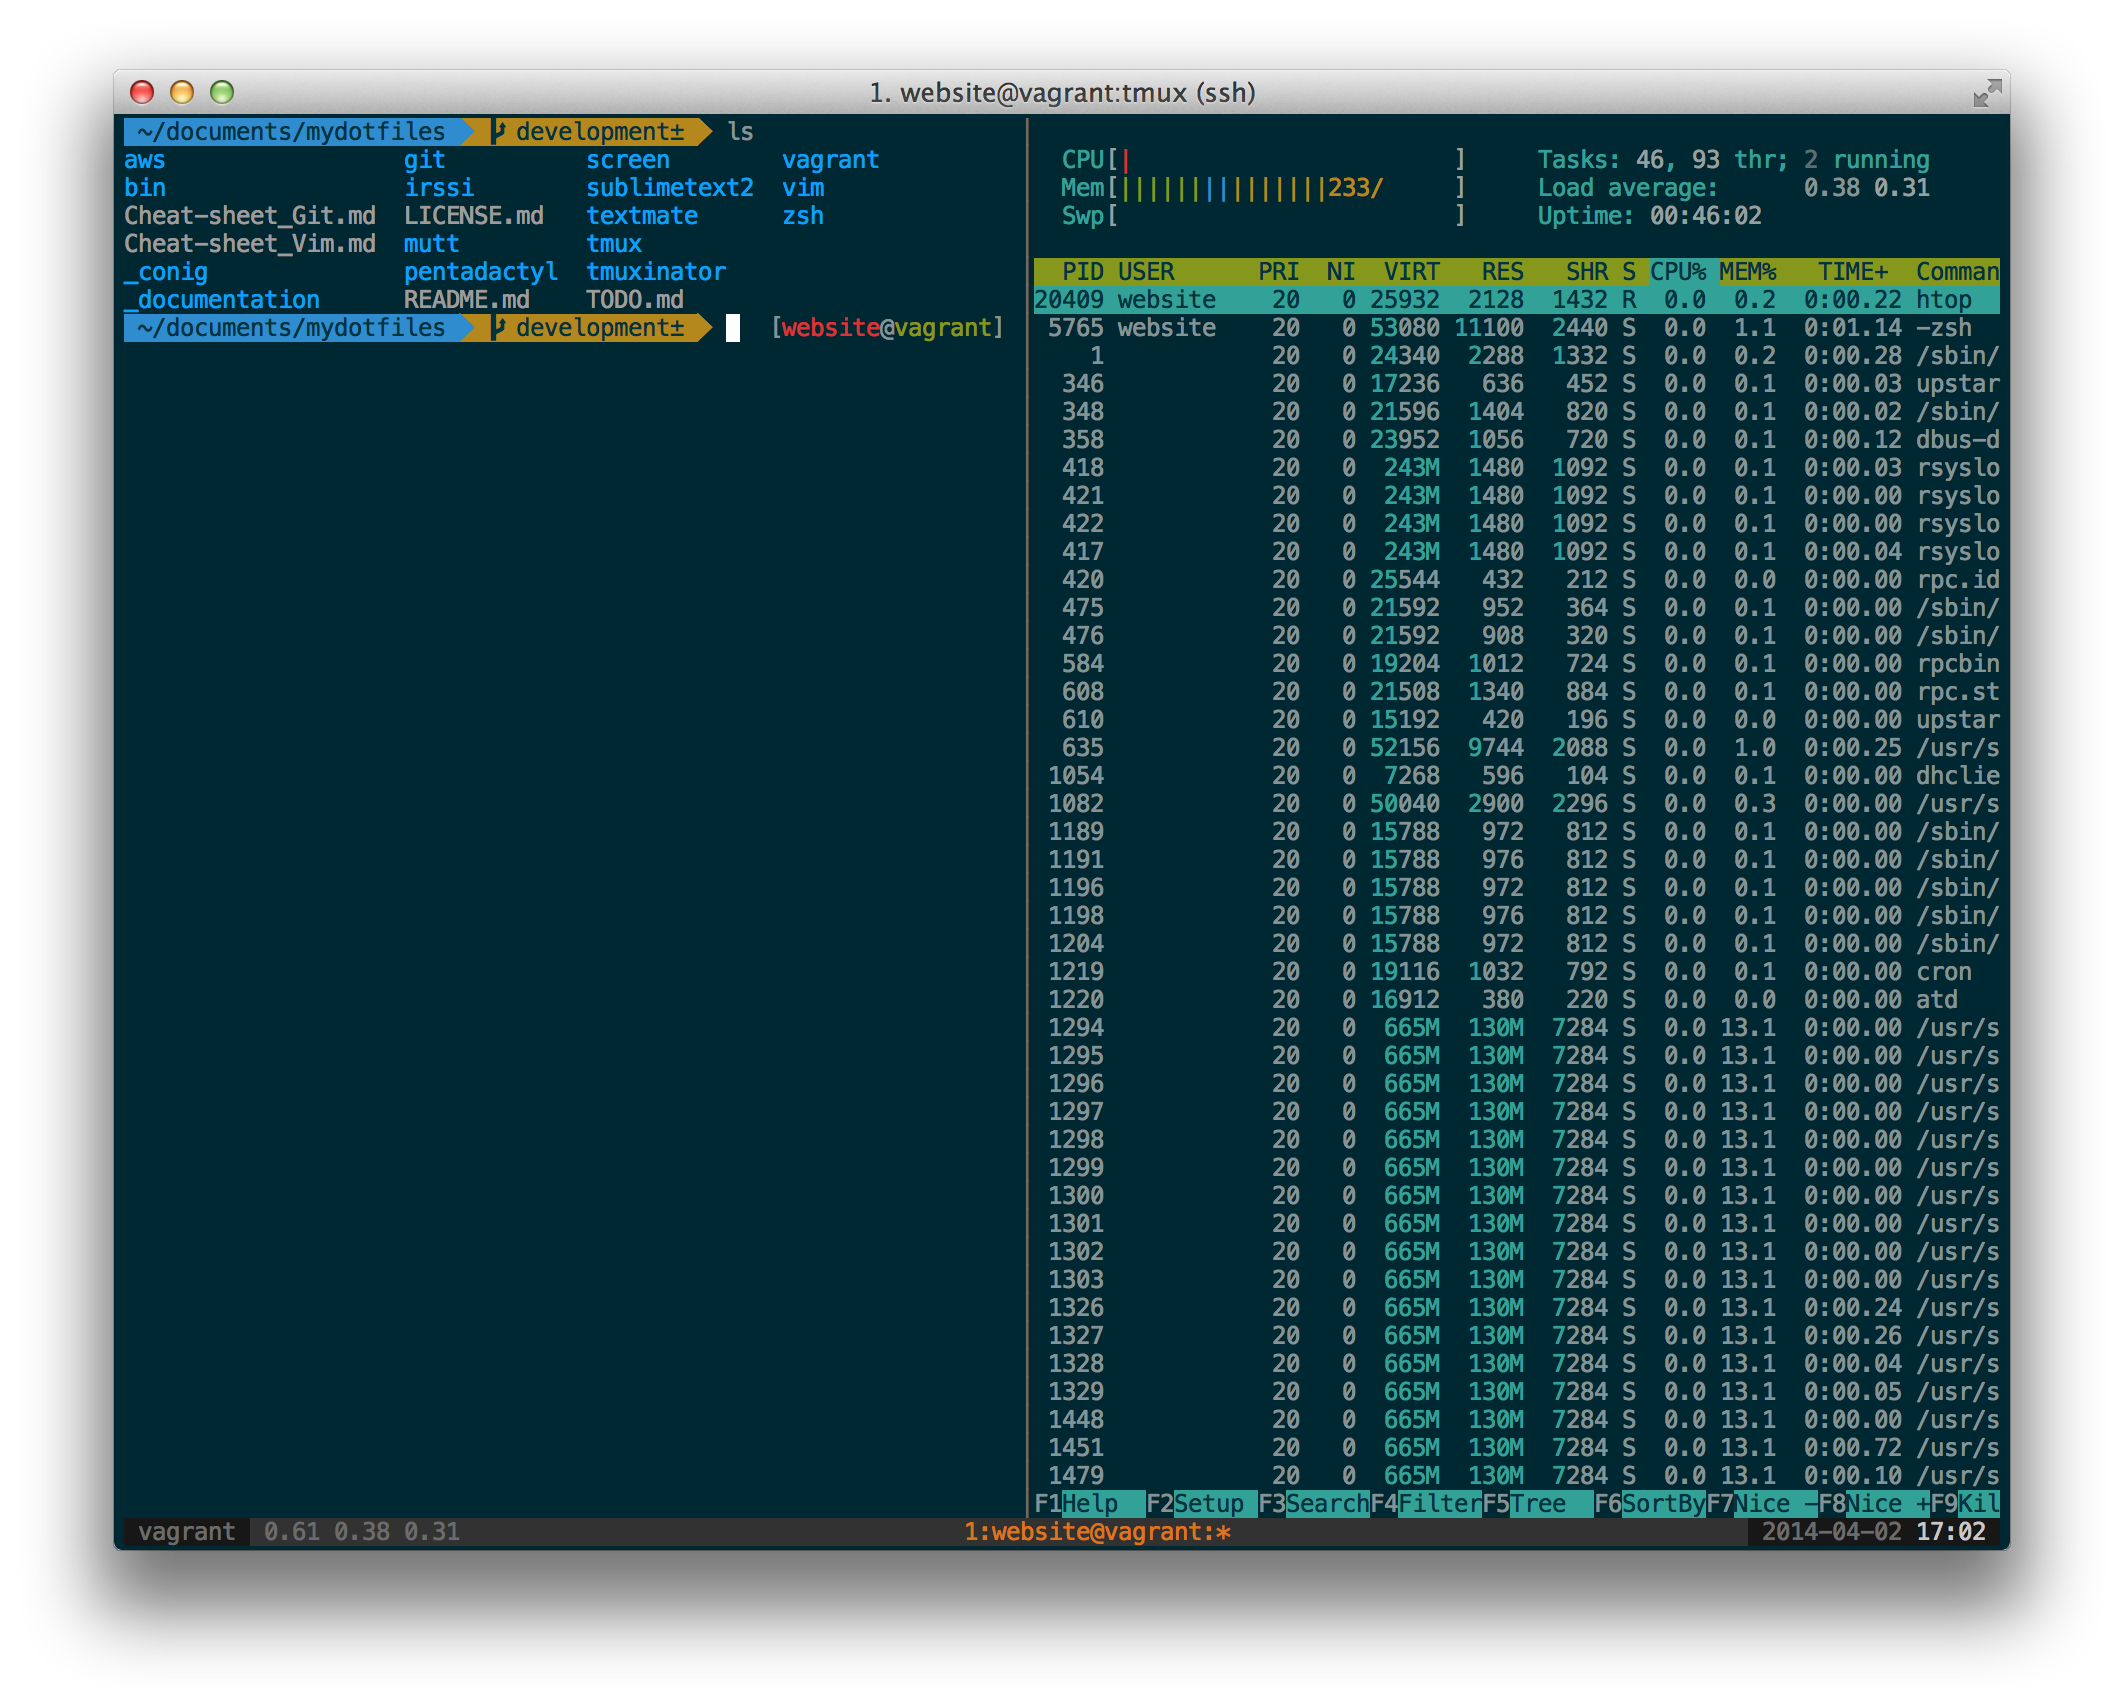 1. website@vagrant:tmux (ssh)
~/documents/mydotfiles development± ls
aws git screen vagrant
bin irssi sublimetext2 vim
Cheat-sheet_Git.md LICENSE.md textmate zsh
Cheat-sheet_Vim.md mutt tmux
_conig pentadactyl tmuxinator
_documentation README.md TODO.md
~/documents/mydotfiles development± [website@vagrant]
CPU[| ] Tasks: 46, 93 thr; 2 running
Mem[|||||||||||||||233/ ] Load average: 0.38 0.31
Swp[ ] Uptime: 00:46:02
PID USER PRI NI VIRT RES SHR S CPU% MEM% TIME+ Comman
20409 website 20 0 25932 2128 1432 R 0.0 0.2 0:00.22 htop
5765 website 20 0 53080 11100 2440 S 0.0 1.1 0:01.14 -zsh
1 20 0 24340 2288 1332 S 0.0 0.2 0:00.28 /sbin/
346 20 0 17236 636 452 S 0.0 0.1 0:00.03 upstar
348 20 0 21596 1404 820 S 0.0 0.1 0:00.02 /sbin/
358 20 0 23952 1056 720 S 0.0 0.1 0:00.12 dbus-d
418 20 0 243M 1480 1092 S 0.0 0.1 0:00.03 rsyslo
421 20 0 243M 1480 1092 S 0.0 0.1 0:00.00 rsyslo
422 20 0 243M 1480 1092 S 0.0 0.1 0:00.00 rsyslo
417 20 0 243M 1480 1092 S 0.0 0.1 0:00.04 rsyslo
420 20 0 25544 432 212 S 0.0 0.0 0:00.00 rpc.id
475 20 0 21592 952 364 S 0.0 0.1 0:00.00 /sbin/
476 20 0 21592 908 320 S 0.0 0.1 0:00.00 /sbin/
584 20 0 19204 1012 724 S 0.0 0.1 0:00.00 rpcbin
608 20 0 21508 1340 884 S 0.0 0.1 0:00.00 rpc.st
610 20 0 15192 420 196 S 0.0 0.0 0:00.00 upstar
635 20 0 52156 9744 2088 S 0.0 1.0 0:00.25 /usr/s
1054 20 0 7268 596 104 S 0.0 0.1 0:00.00 dhclie
1082 20 0 50040 2900 2296 S 0.0 0.3 0:00.00 /usr/s
1189 20 0 15788 972 812 S 0.0 0.1 0:00.00 /sbin/
1191 20 0 15788 976 812 S 0.0 0.1 0:00.00 /sbin/
1196 20 0 15788 972 812 S 0.0 0.1 0:00.00 /sbin/
1198 20 0 15788 976 812 S 0.0 0.1 0:00.00 /sbin/
1204 20 0 15788 972 812 S 0.0 0.1 0:00.00 /sbin/
1219 20 0 19116 1032 792 S 0.0 0.1 0:00.00 cron
1220 20 0 16912 380 220 S 0.0 0.0 0:00.00 atd
1294 20 0 665M 130M 7284 S 0.0 13.1 0:00.00 /usr/s
1295 20 0 665M 130M 7284 S 0.0 13.1 0:00.00 /usr/s
1296 20 0 665M 130M 7284 S 0.0 13.1 0:00.00 /usr/s
1297 20 0 665M 130M 7284 S 0.0 13.1 0:00.00 /usr/s
1298 20 0 665M 130M 7284 S 0.0 13.1 0:00.00 /usr/s
1299 20 0 665M 130M 7284 S 0.0 13.1 0:00.00 /usr/s
1300 20 0 665M 130M 7284 S 0.0 13.1 0:00.00 /usr/s
1301 20 0 665M 130M 7284 S 0.0 13.1 0:00.00 /usr/s
1302 20 0 665M 130M 7284 S 0.0 13.1 0:00.00 /usr/s
1303 20 0 665M 130M 7284 S 0.0 13.1 0:00.00 /usr/s
1326 20 0 665M 130M 7284 S 0.0 13.1 0:00.24 /usr/s
1327 20 0 665M 130M 7284 S 0.0 13.1 0:00.26 /usr/s
1328 20 0 665M 130M 7284 S 0.0 13.1 0:00.04 /usr/s
1329 20 0 665M 130M 7284 S 0.0 13.1 0:00.05 /usr/s
1448 20 0 665M 130M 7284 S 0.0 13.1 0:00.00 /usr/s
1451 20 0 665M 130M 7284 S 0.0 13.1 0:00.72 /usr/s
1479 20 0 665M 130M 7284 S 0.0 13.1 0:00.10 /usr/s
F1Help F2Setup F3SearchF4FilterF5Tree F6SortByF7Nice -F8Nice +F9Kil
vagrant 0.61 0.38 0.31 1:website@vagrant:* 2014-04-02 17:02